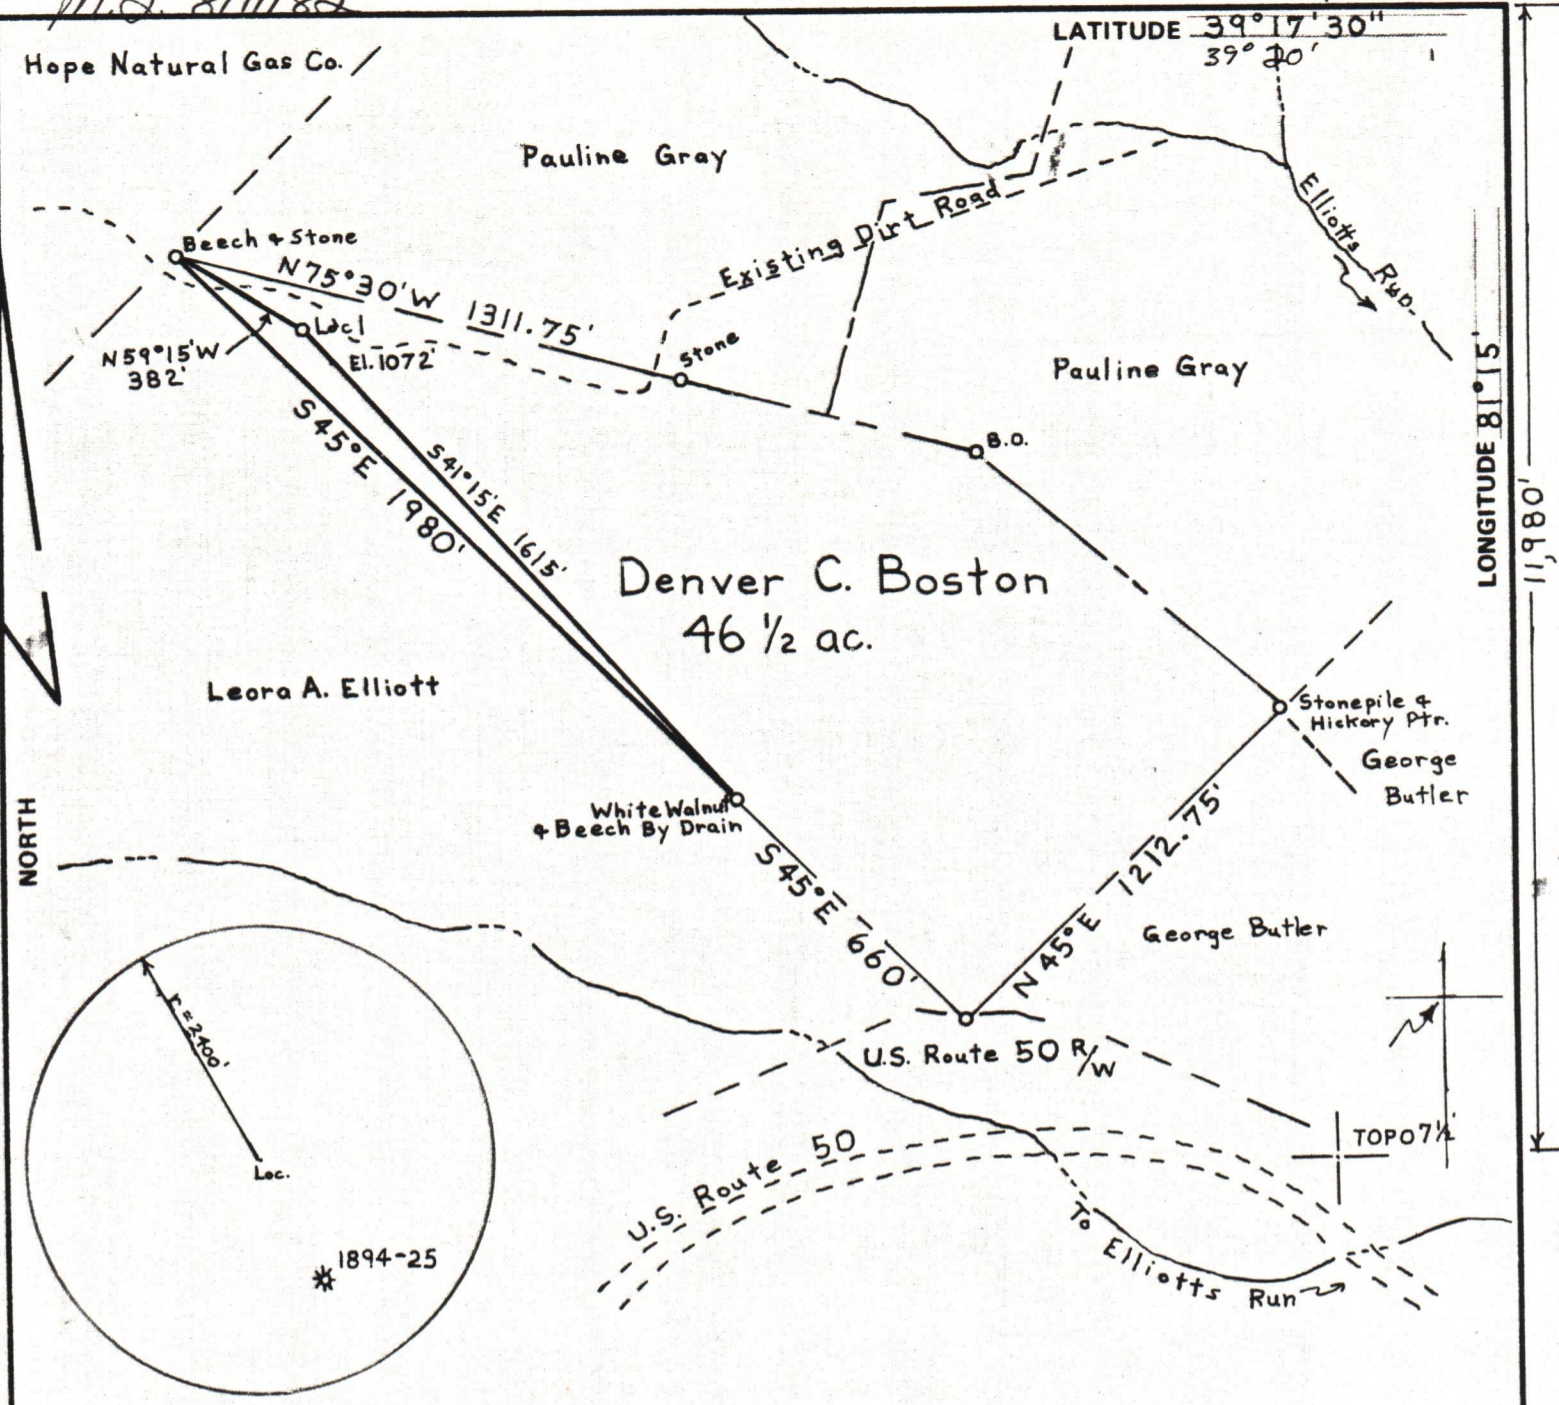 LATITUDE 39°17'30"
39° 20'
Hope Natural Gas Co.
Pauline Gray
Elliotts Run
Beech & Stone
N75°30'W 1311.75'
Existing Dirt Road
Loc 1
El. 1072'
N59°15'W
382'
Stone
Pauline Gray
LONGITUDE 81°15'
11,980'
B.O.
S45°E 1980'
S41°15'E 1615'
Denver C. Boston
46 ½ ac.
Leora A. Elliott
Stonepile &
Hickory Ptr.
George
Butler
White Walnut
& Beech By Drain
NORTH
S45°E 660'
N45°E 1212.75'
George Butler
r = 2400'
U.S. Route 50 R/W
TOPO 7½'
U.S. Route 50
Loc.
1894-25
To Elliotts Run